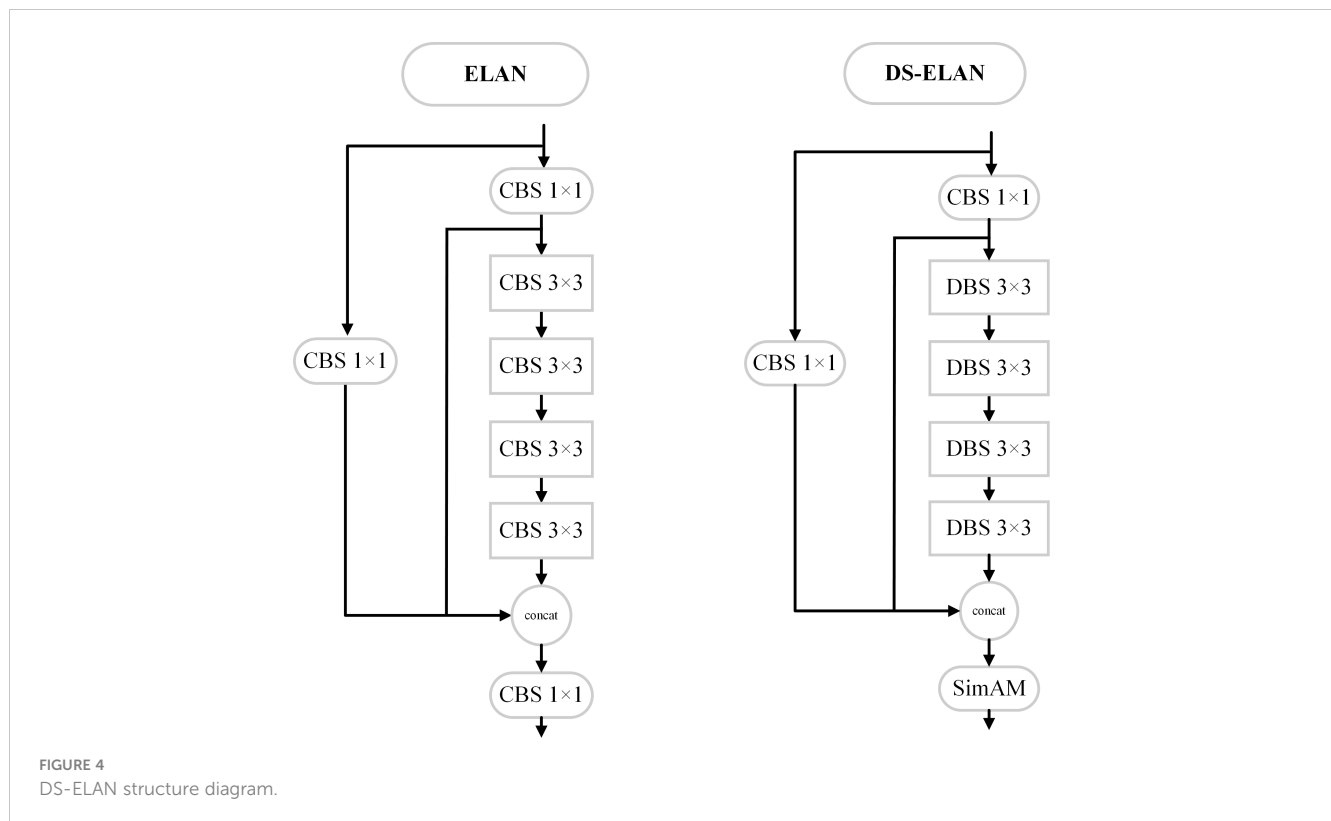 ELAN
CBS 1×1
CBS 3×3
CBS 1×1
CBS 3×3
CBS 3×3
CBS 3×3
concat
CBS 1×1
DS-ELAN
CBS 1×1
DBS 3×3
CBS 1×1
DBS 3×3
DBS 3×3
DBS 3×3
concat
SimAM
FIGURE 4
DS-ELAN structure diagram.